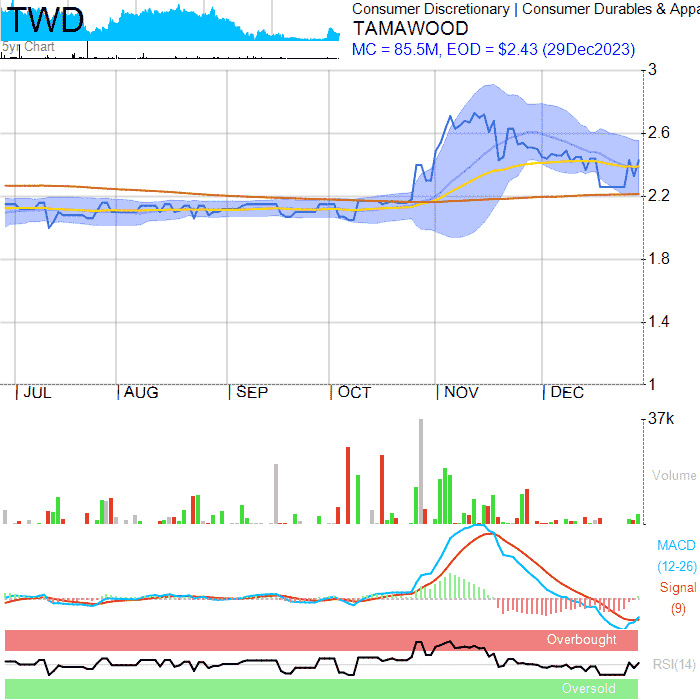 TWD
5yr Chart
Consumer Discretionary | Consumer Durables & Appa
TAMAWOOD
MC = 85.5M, EOD = $2.43 (29Dec2023)
3
2.6
2.2
1.8
1.4
1
JUL AUG SEP OCT NOV DEC
37k
Volume
MACD
(12-26)
Signal
(9)
Overbought
RSI(14)
Oversold